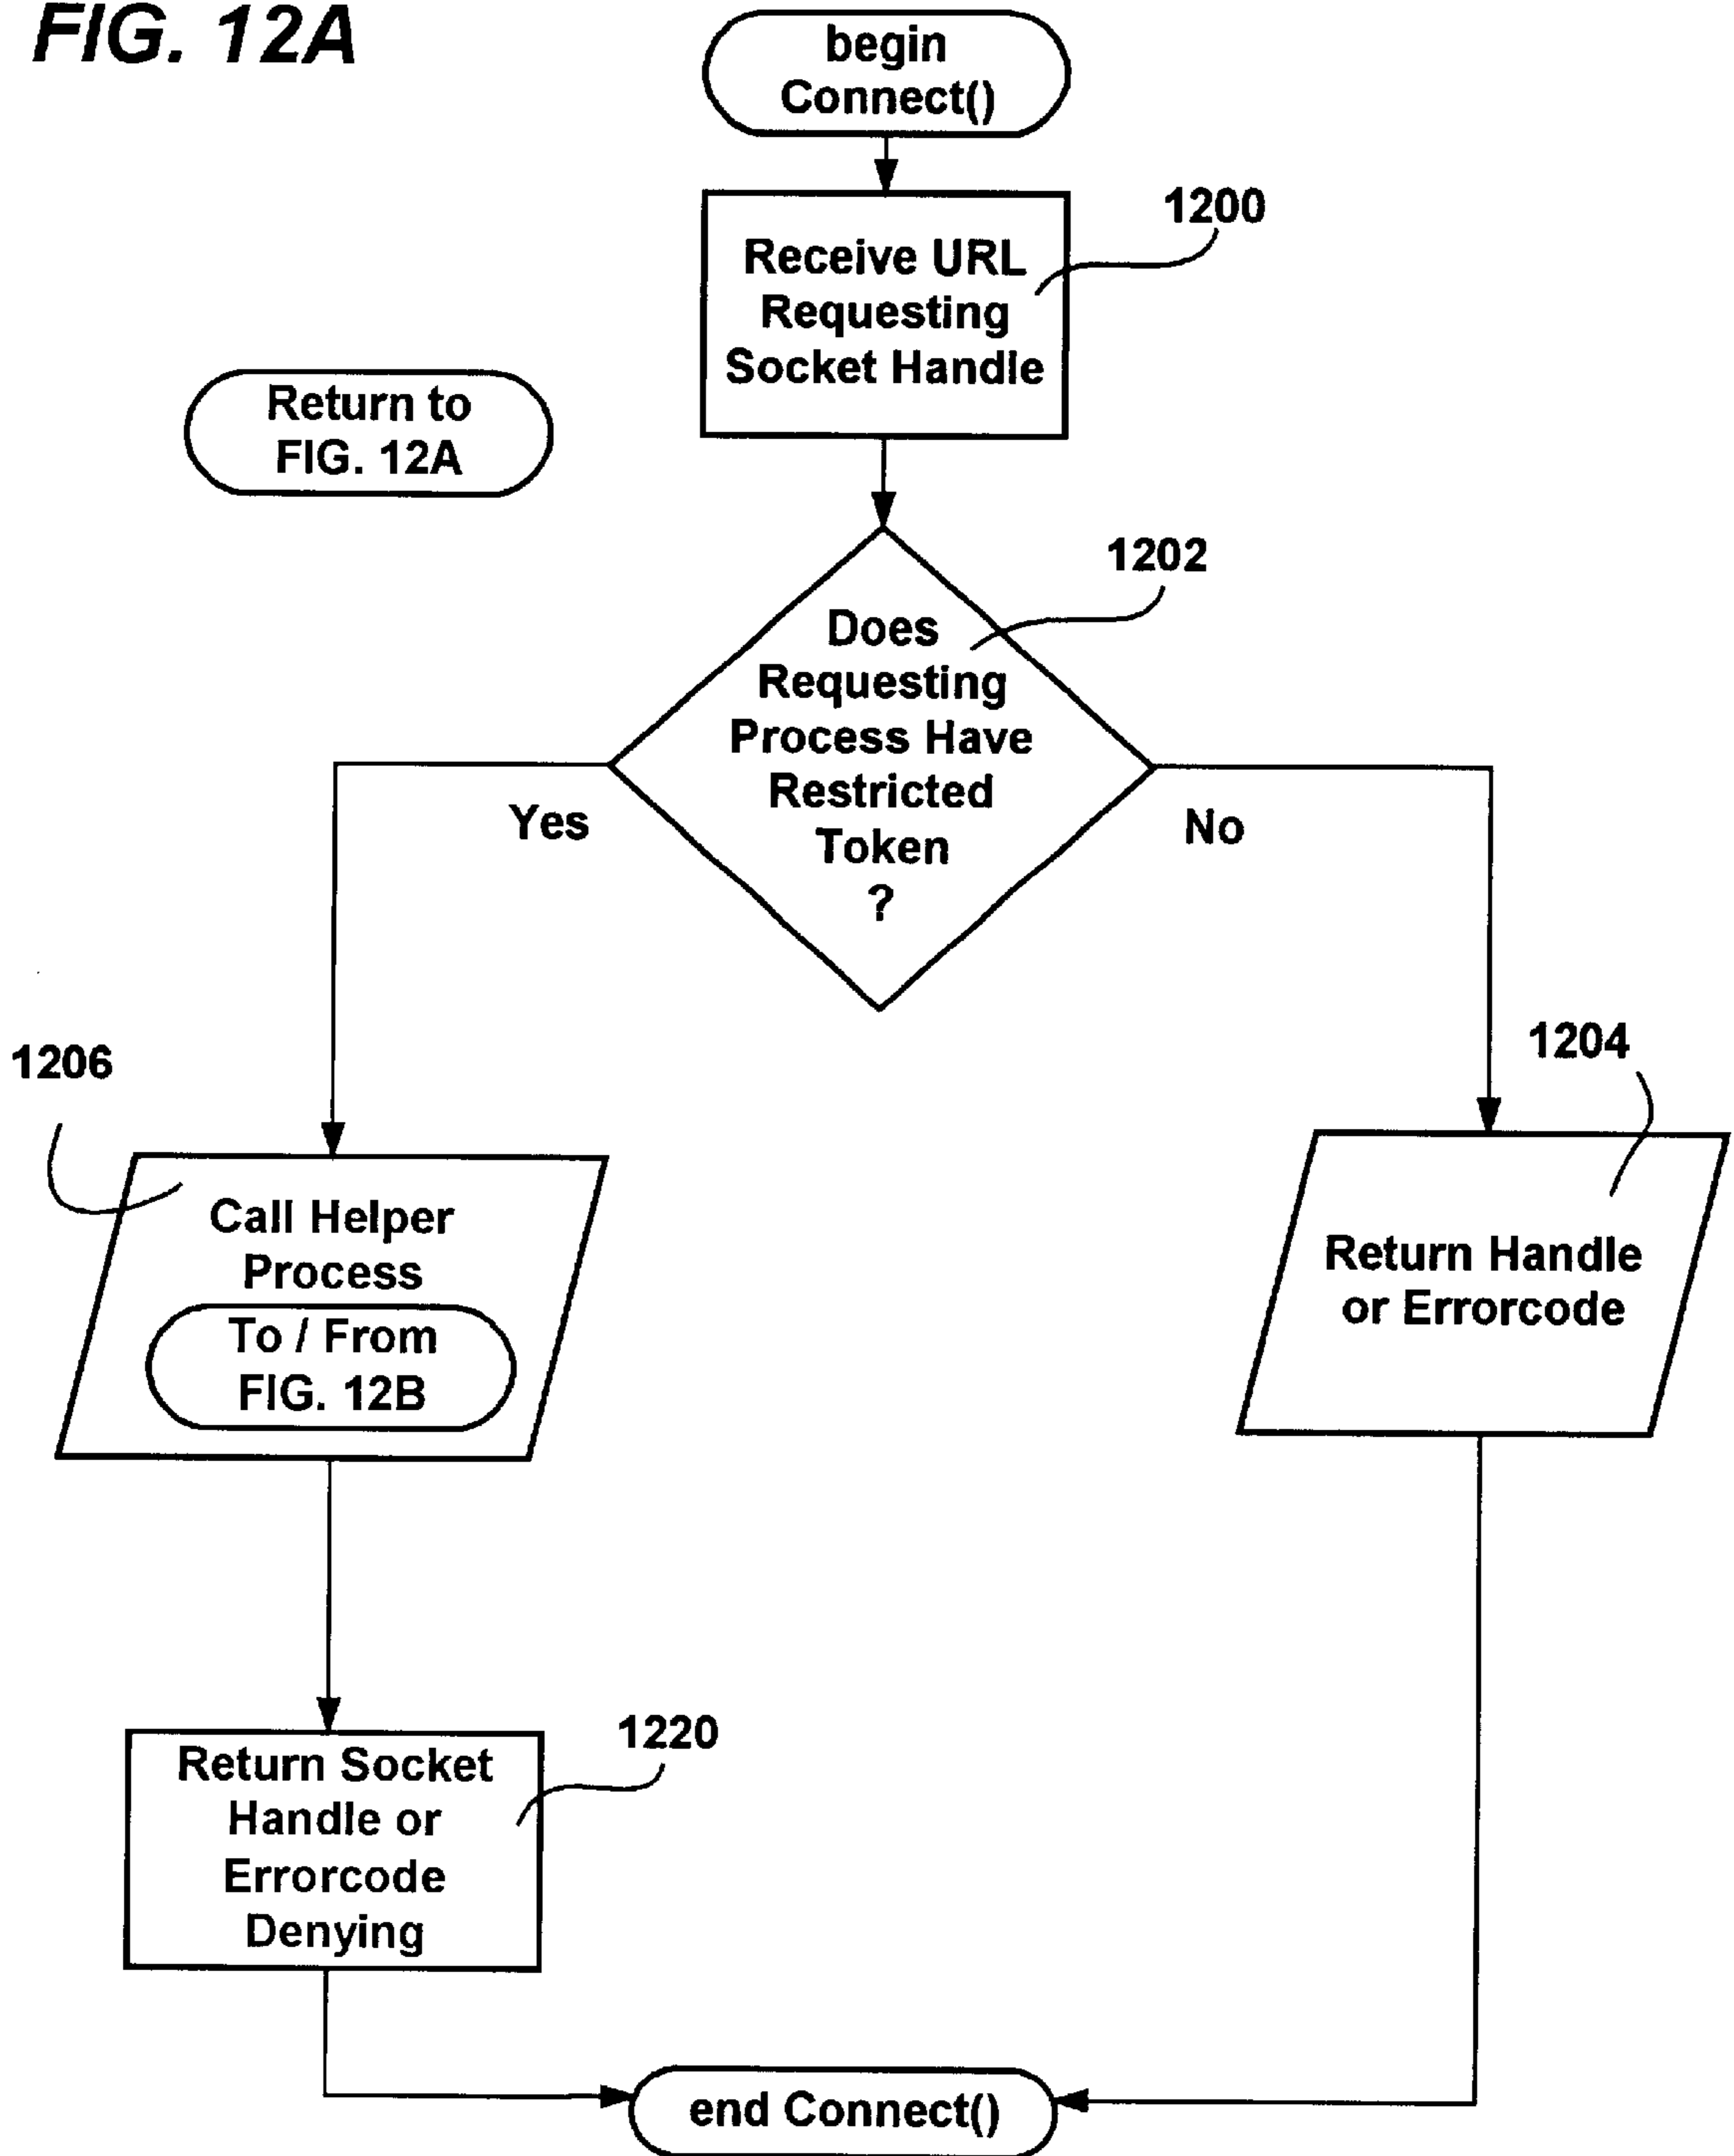 FIG. 12A
begin
Connect()
1200
Receive URL
Requesting
Socket Handle
Return to
FIG. 12A
1202
Does
Requesting
Process Have
Restricted
Token
?
Yes
No
1206
1204
Call Helper
Process
To / From
FIG. 12B
Return Handle
or Errorcode
1220
Return Socket
Handle or
Errorcode
Denying
end Connect()